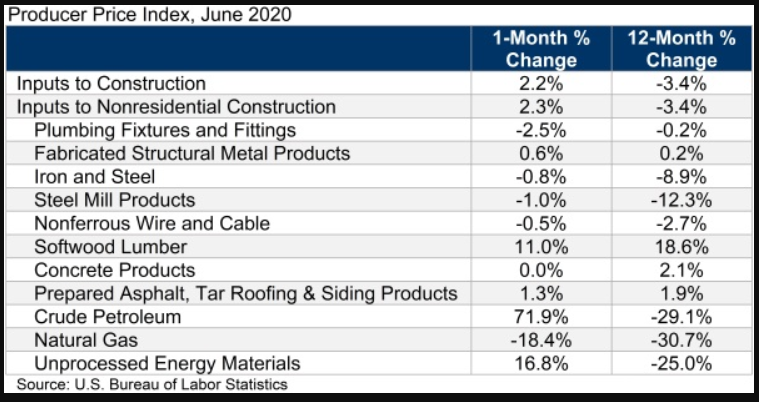 Producer Price Index, June 2020
1-Month % Change 12-Month % Change
Inputs to Construction 2.2% -3.4%
Inputs to Nonresidential Construction 2.3% -3.4%
Plumbing Fixtures and Fittings -2.5% -0.2%
Fabricated Structural Metal Products 0.6% 0.2%
Iron and Steel -0.8% -8.9%
Steel Mill Products -1.0% -12.3%
Nonferrous Wire and Cable -0.5% -2.7%
Softwood Lumber 11.0% 18.6%
Concrete Products 0.0% 2.1%
Prepared Asphalt, Tar Roofing & Siding Products 1.3% 1.9%
Crude Petroleum 71.9% -29.1%
Natural Gas -18.4% -30.7%
Unprocessed Energy Materials 16.8% -25.0%
Source: U.S. Bureau of Labor Statistics